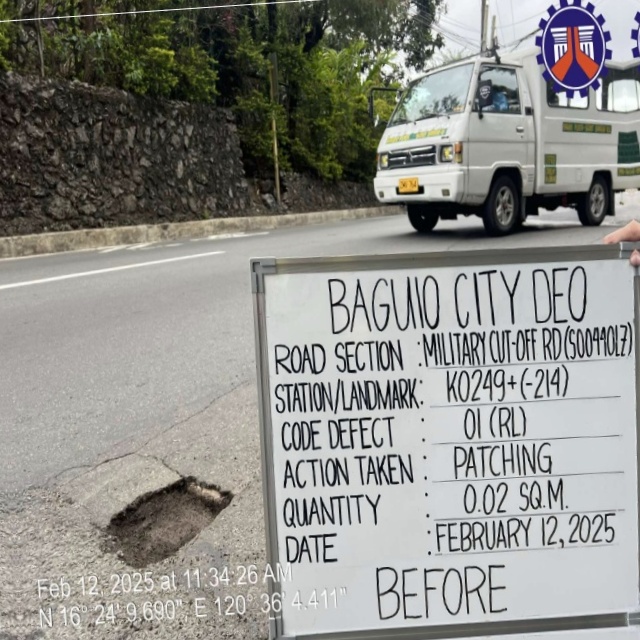 BAGUIO CITY DEO
ROAD SECTION : MILITARY CUT-OFF RD (S00449LZ)
STATION/LANDMARK: K0249+(-214)
CODE DEFECT : 01 (RL)
ACTION TAKEN : PATCHING
QUANTITY : 0.02 SQ.M.
DATE : FEBRUARY 12, 2025
BEFORE
Feb 12, 2025 at 11:34:26 AM
N 16° 24' 9.690", E 120° 36' 4.411"